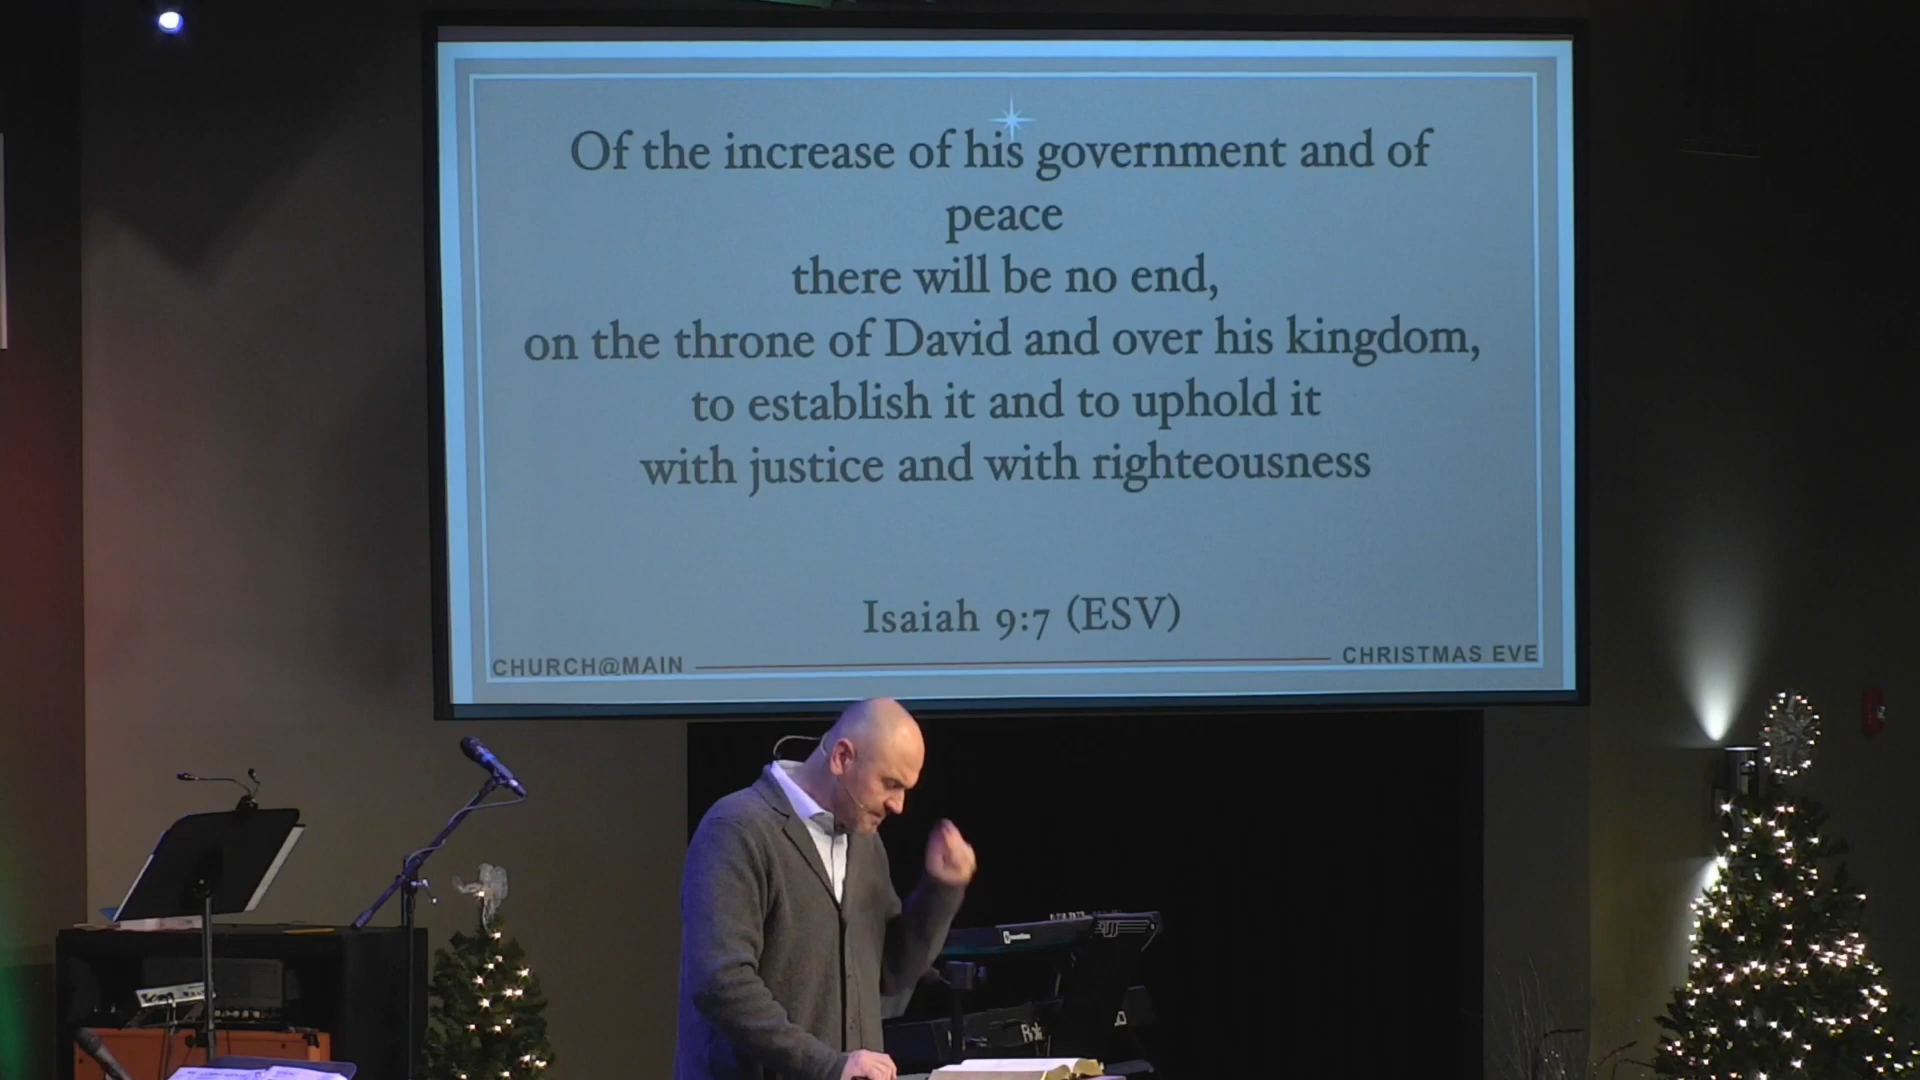 Of the increase of his government and of
peace
there will be no end,
on the throne of David and over his kingdom,
to establish it and to uphold it
with justice and with righteousness
Isaiah 9:7 (ESV)
CHURCH@MAIN
CHRISTMAS EVE